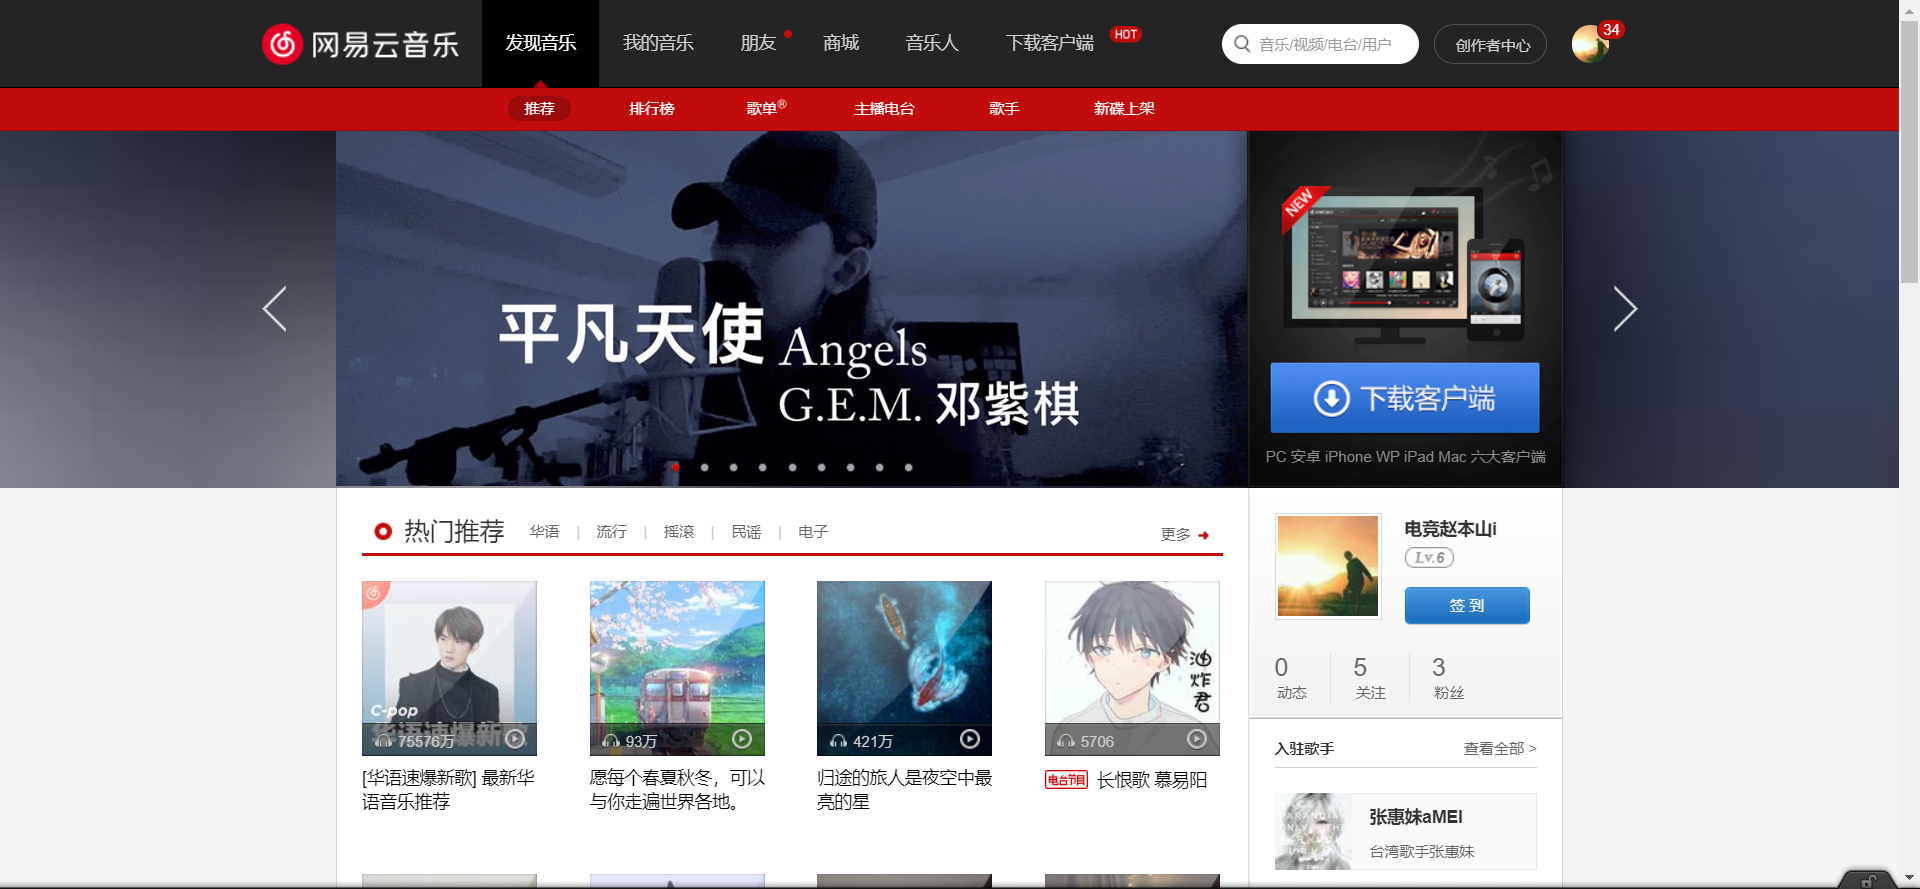 网易云音乐
发现音乐 我的音乐 朋友 商城 音乐人 下载客户端 HOT
音乐/视频/电台/用户 创作者中心 34
推荐 排行榜 歌单® 主播电台 歌手 新碟上架
平凡天使 Angels
G.E.M. 邓紫棋
NEW
下载客户端
PC 安卓 iPhone WP iPad Mac 六大客户端
热门推荐 华语 | 流行 | 摇滚 | 民谣 | 电子 更多
C-pop
华语速爆新歌
75576万
[华语速爆新歌] 最新华
语音乐推荐
93万
愿每个春夏秋冬，可以
与你走遍世界各地。
421万
归途的旅人是夜空中最
亮的星
油炸君
5706
电台节目 长恨歌 慕易阳
电竞赵本山i
Lv.6
签 到
0 5 3
动态 关注 粉丝
入驻歌手 查看全部 >
张惠妹aMEI
台湾歌手张惠妹